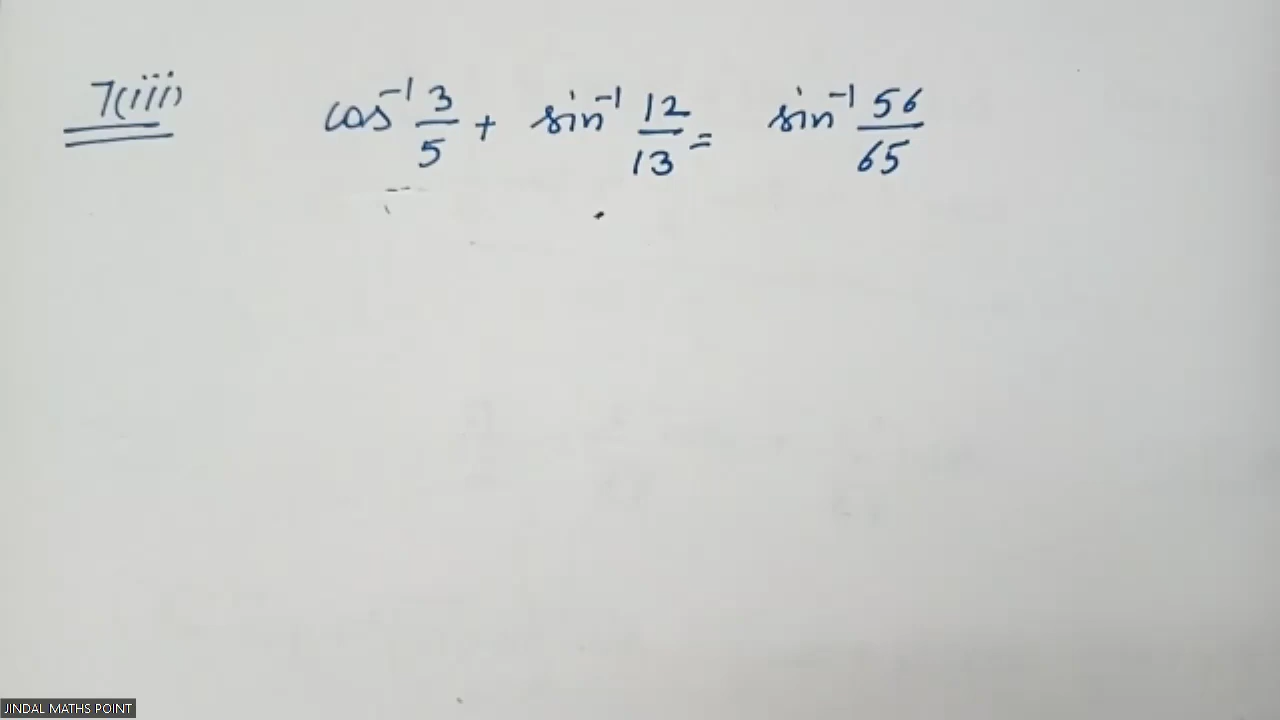 7(iii) cos⁻¹ 3/5 + sin⁻¹ 12/13 = sin⁻¹ 56/65
JINDAL MATHS POINT